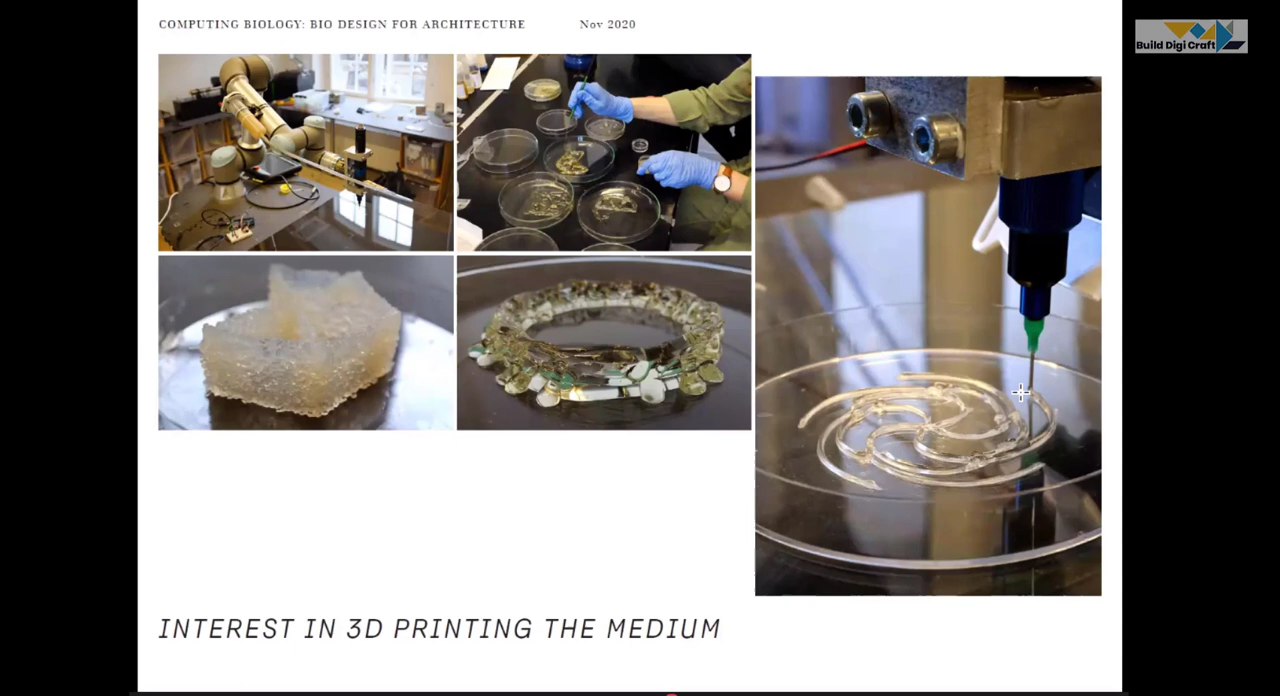 COMPUTING BIOLOGY: BIO DESIGN FOR ARCHITECTURE Nov 2020
Build Digi Craft
INTEREST IN 3D PRINTING THE MEDIUM